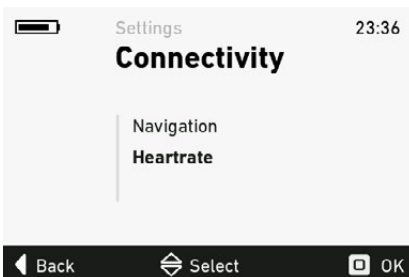 Settings
23:36
Connectivity
Navigation
Heartrate
Back
Select
OK